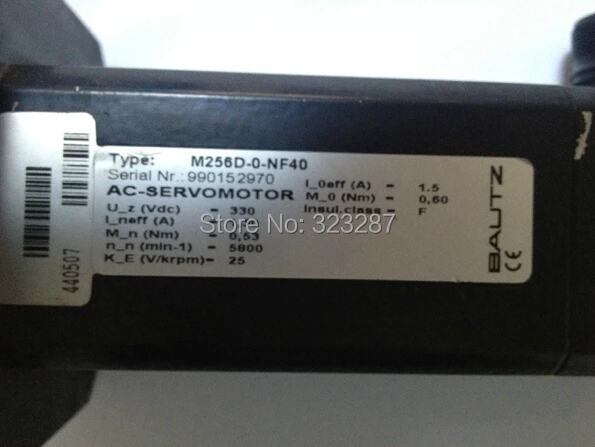 Type: M256D-0-NF40
Serial Nr.: 990152970
AC-SERVOMOTOR
U_z (Vdc) = 330
I_neff (A)
M_n (Nm) = 0,53
n_n (min-1) = 5800
K_E (V/krpm)= 25
I_0eff (A) = 1.5
M_0 (Nm) = 0,60
Insul.class = F
BAUTZ
CE
440507
Store No: 323287